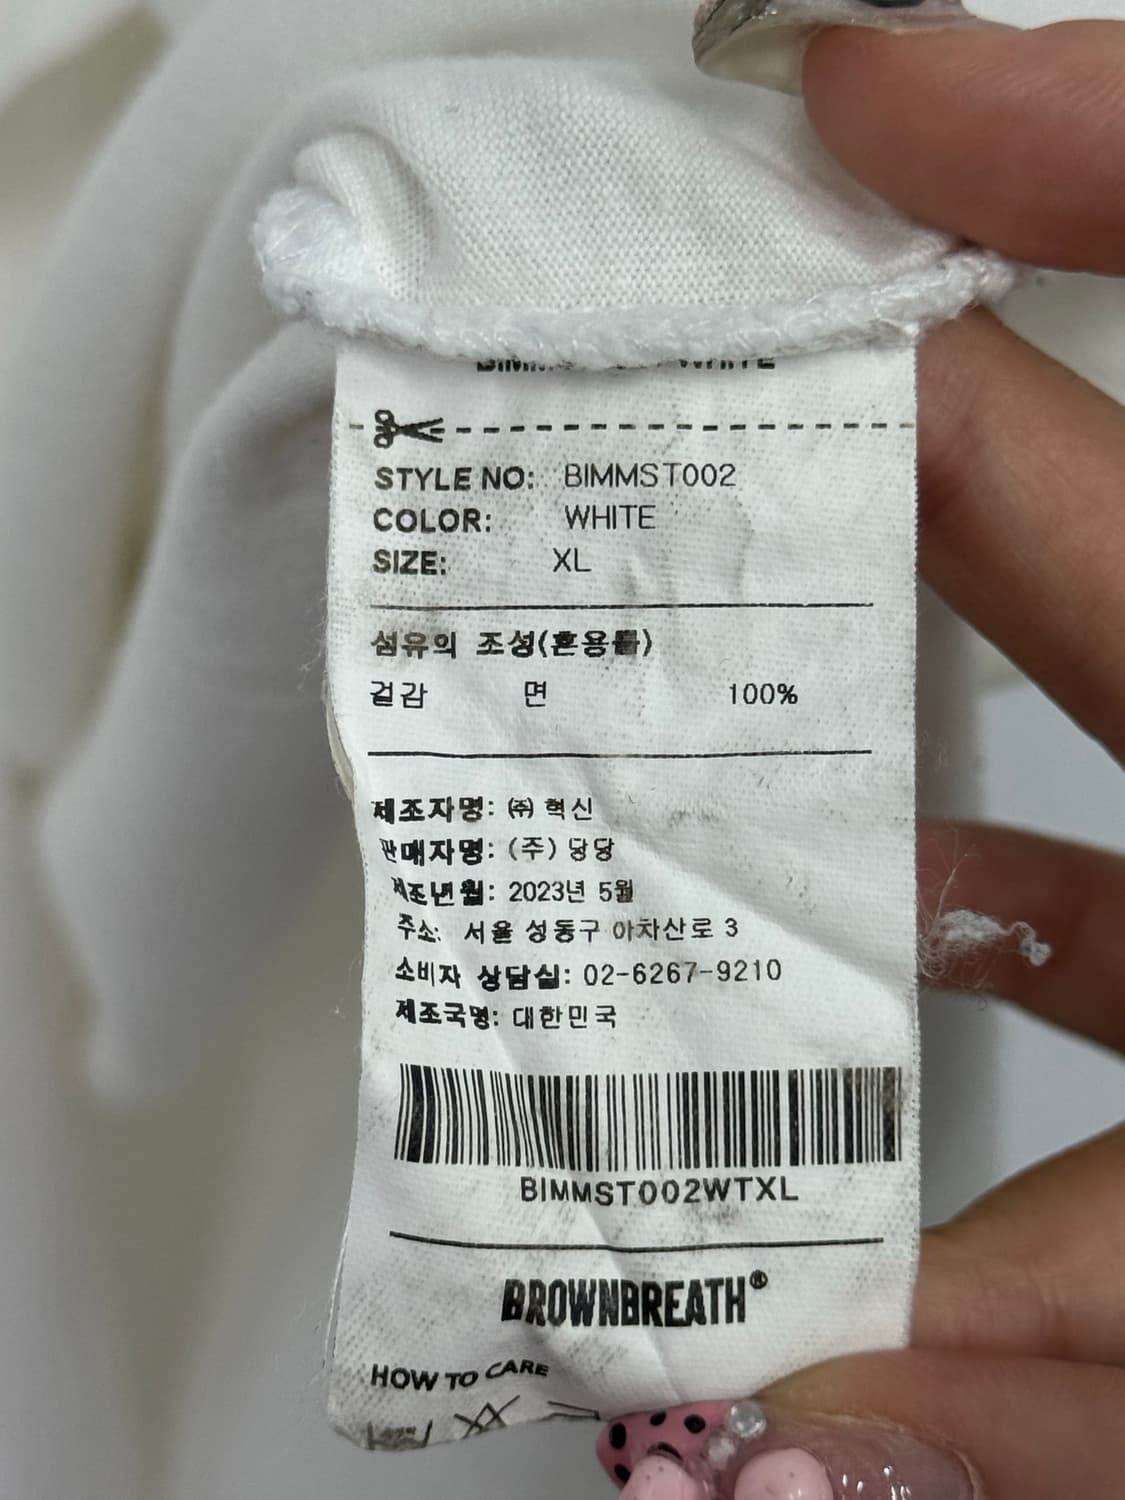 WHITE
STYLE NO: BIMMST002
COLOR: WHITE
SIZE: XL
섬유의 조성(혼용률)
겉감 면 100%
제조자명: ㈜ 혁신
판매자명: (주) 당당
제조년월: 2023년 5월
주소: 서울 성동구 아차산로 3
소비자 상담실: 02-6267-9210
제조국명: 대한민국
BIMMST002WTXL
BROWNBREATH®
HOW TO CARE